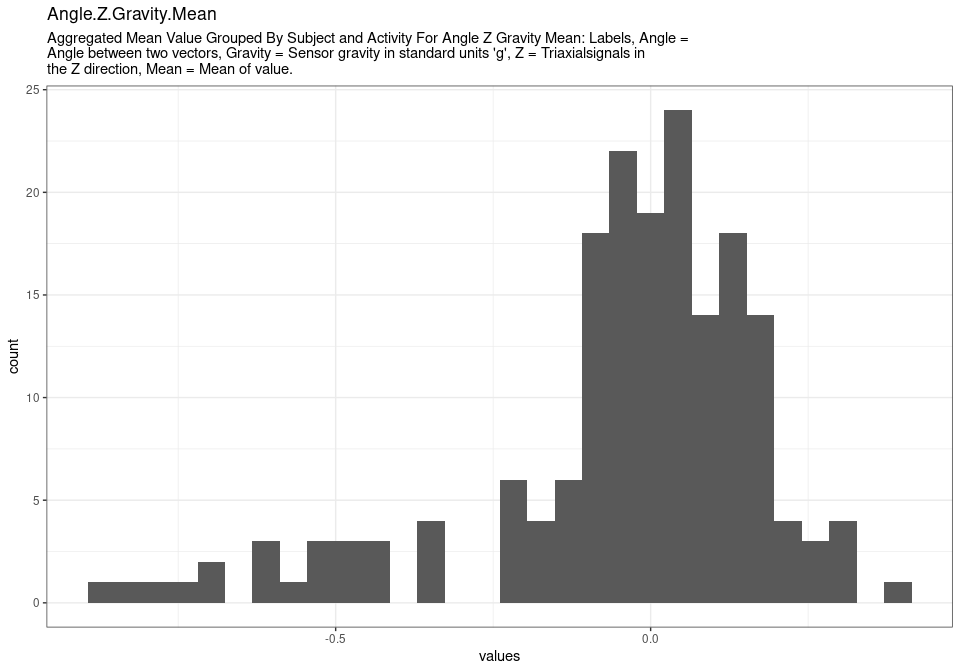 Angle.Z.Gravity.Mean
Aggregated Mean Value Grouped By Subject and Activity For Angle Z Gravity Mean: Labels, Angle =
Angle between two vectors, Gravity = Sensor gravity in standard units 'g', Z = Triaxialsignals in
the Z direction, Mean = Mean of value.
25
20
15
10
5
0
count
-0.5
0.0
values